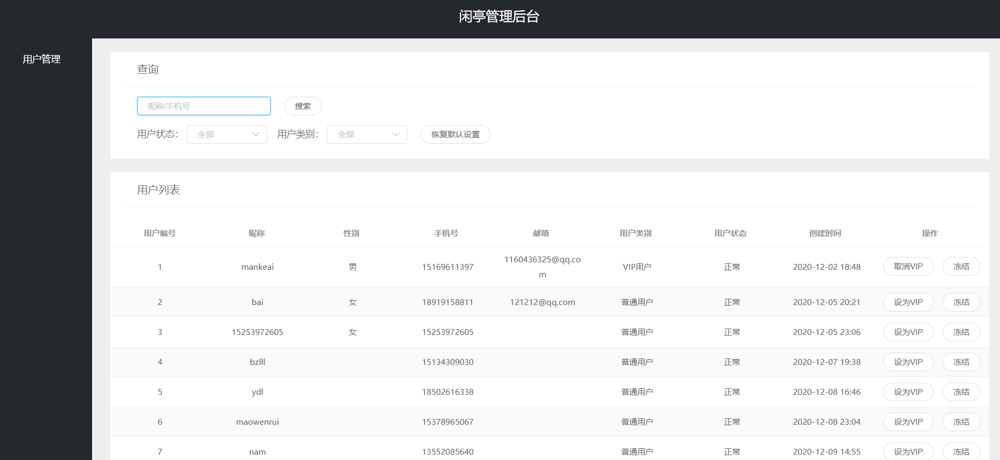 闲亭管理后台
用户管理
查询
昵称/手机号 搜索
用户状态： 全部 用户类别： 全部 恢复默认设置
用户列表
用户编号 昵称 性别 手机号 邮箱 用户类别 用户状态 创建时间 操作
1 mankeai 男 15169611397 1160436325@qq.co
m VIP用户 正常 2020-12-02 18:48 取消VIP 冻结
2 bai 女 18919158811 121212@qq.com 普通用户 正常 2020-12-05 20:21 设为VIP 冻结
3 15253972605 女 15253972605 普通用户 正常 2020-12-05 23:06 设为VIP 冻结
4 bzlll 15134309030 普通用户 正常 2020-12-07 19:38 设为VIP 冻结
5 ydl 18502616338 普通用户 正常 2020-12-08 16:46 设为VIP 冻结
6 maowenrui 15378965067 普通用户 正常 2020-12-08 23:04 设为VIP 冻结
7 nam 13552085640 普通用户 正常 2020-12-09 14:55 设为VIP 冻结